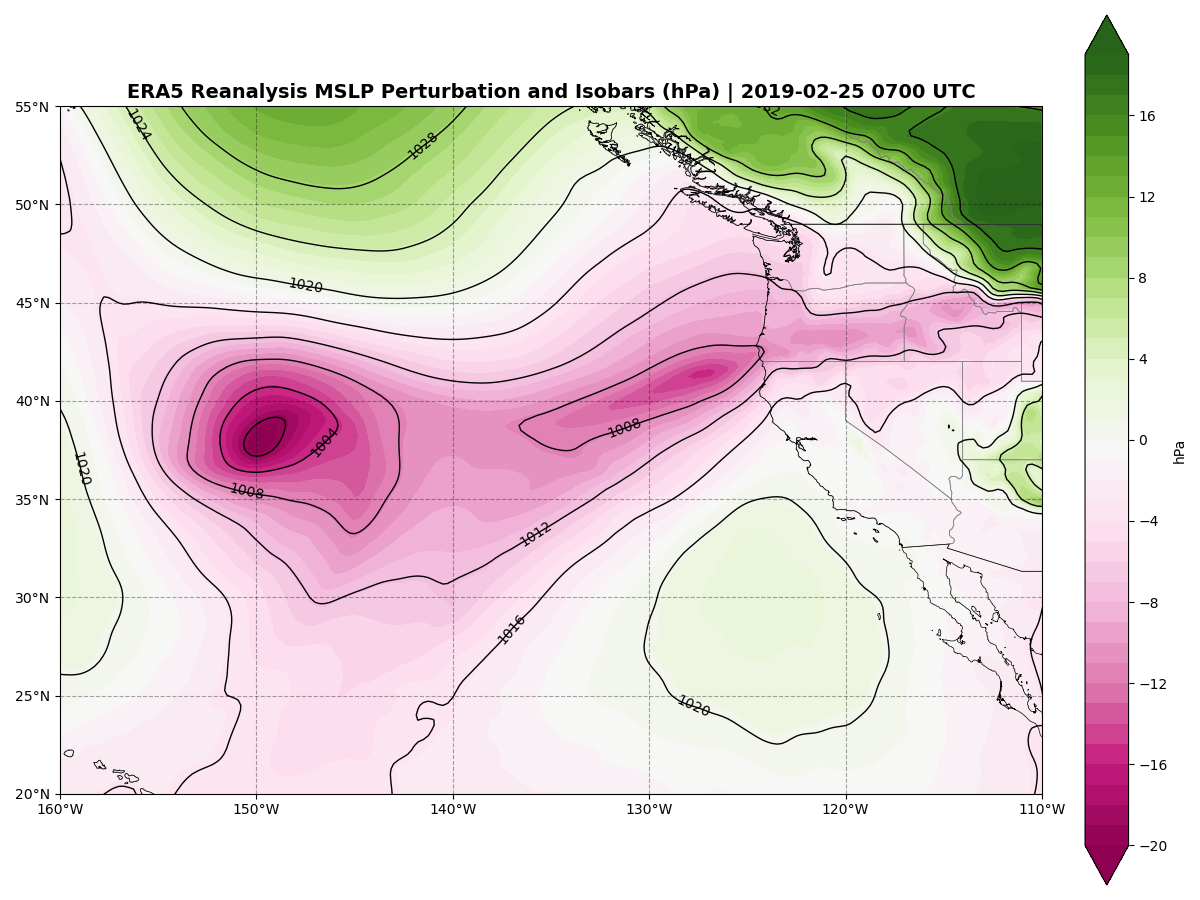 ERA5 Reanalysis MSLP Perturbation and Isobars (hPa) | 2019-02-25 0700 UTC
55°N
50°N
45°N
40°N
35°N
30°N
25°N
20°N
160°W
150°W
140°W
130°W
120°W
110°W
1024
1028
1020
1020
1004
1008
1008
1012
1016
1020
16
12
8
4
0
−4
−8
−12
−16
−20
hPa